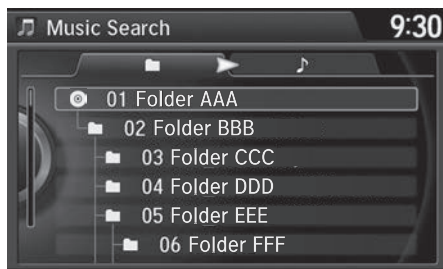 Music Search 9:30
01 Folder AAA
02 Folder BBB
03 Folder CCC
04 Folder DDD
05 Folder EEE
06 Folder FFF